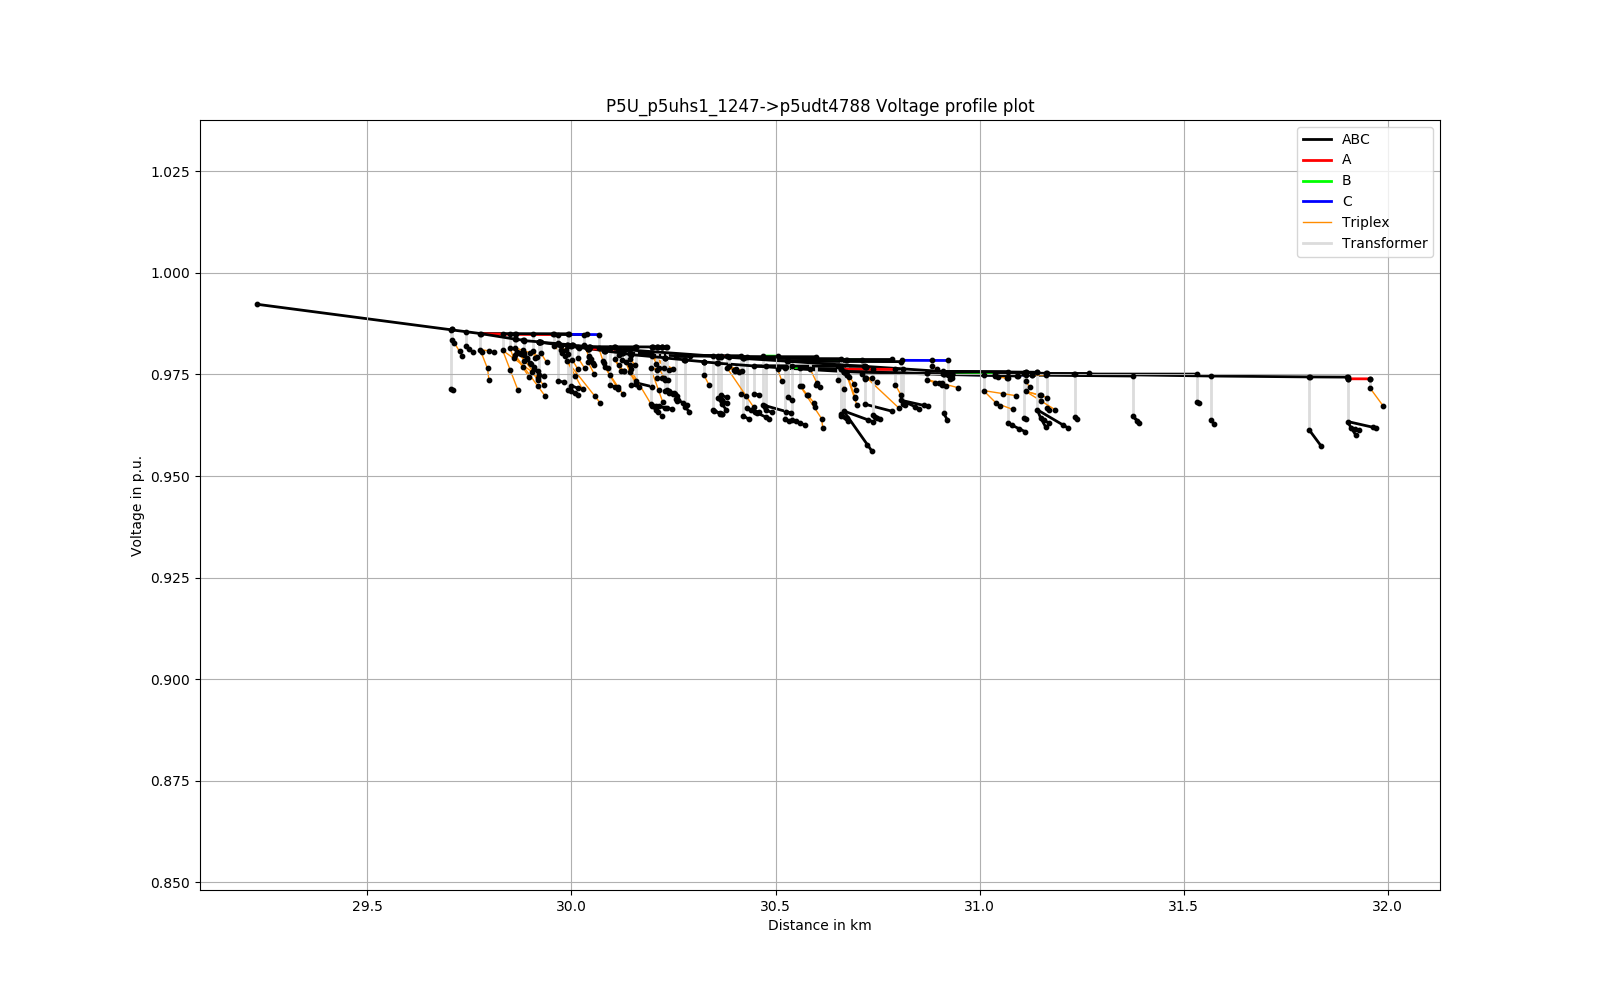 P5U_p5uhs1_1247->p5udt4788 Voltage profile plot
ABC
A
B
C
Triplex
Transformer
1.025
1.000
0.975
0.950
0.925
0.900
0.875
0.850
Voltage in p.u.
29.5
30.0
30.5
31.0
31.5
32.0
Distance in km